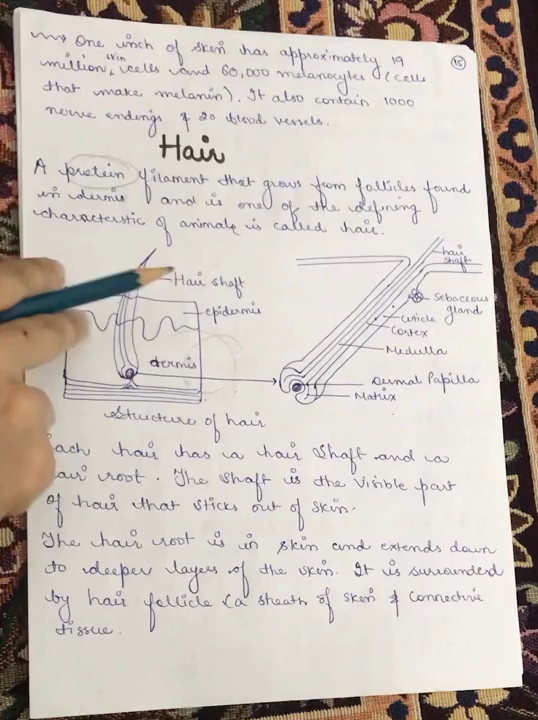 One inch of skin has approximately 19
million skin cells and 60,000 melanocytes (cells
that make melanin). It also contain 1000
nerve endings & 20 blood vessels.
15
Hair
A protein filament that grows from follicles found
in dermis and is one of the defining
characterstic of animals is called hair.
Hair shaft
epidermis
dermis
hair
shaft
Sebaceous
gland
cuticle
Cortex
Medulla
Dermal Papilla
Matrix
Structure of hair
Each hair has a hair shaft and a
hair root. The shaft is the visible part
of hair that sticks out of skin.
The hair root is in skin and extends down
to deeper layers of the skin. It is surrounded
by hair follicle (a sheath of skin & connective
tissue.